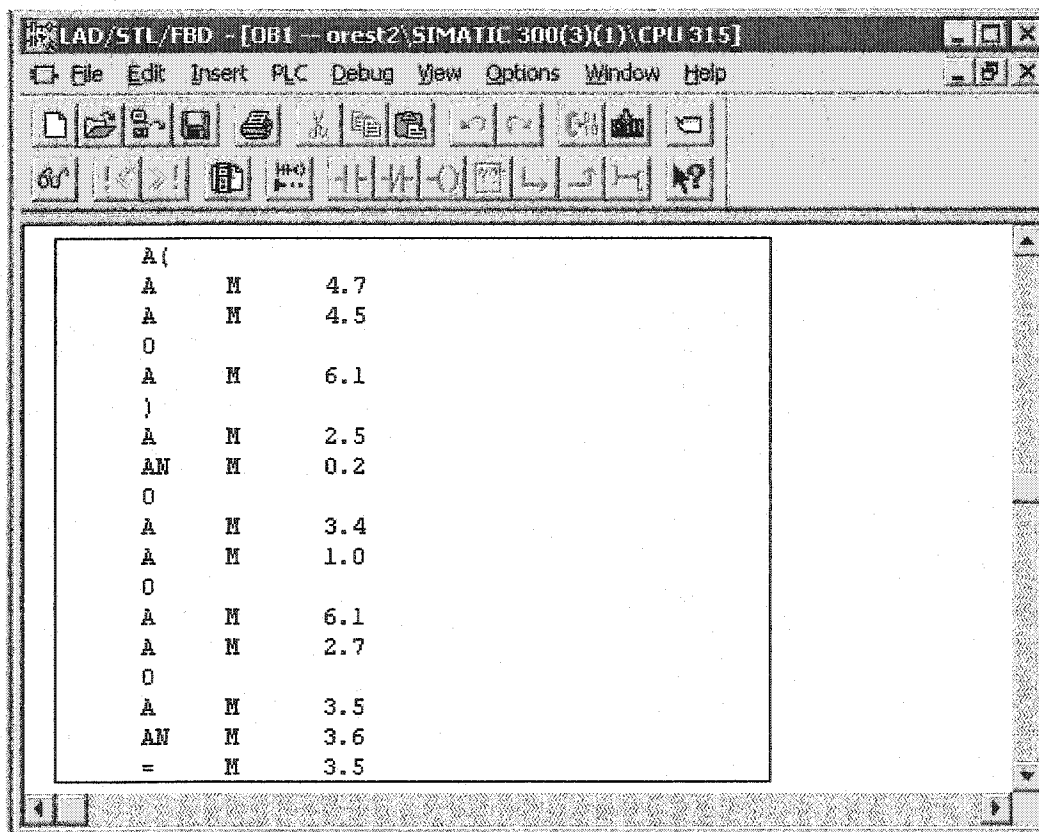 LAD/STL/FBD - [OB1 -- orest2\SIMATIC 300(3)(1)\CPU 315]
File Edit Insert PLC Debug View Options Window Help
A(
A M 4.7
A M 4.5
O
A M 6.1
)
A M 2.5
AN M 0.2
O
A M 3.4
A M 1.0
O
A M 6.1
A M 2.7
O
A M 3.5
AN M 3.6
= M 3.5